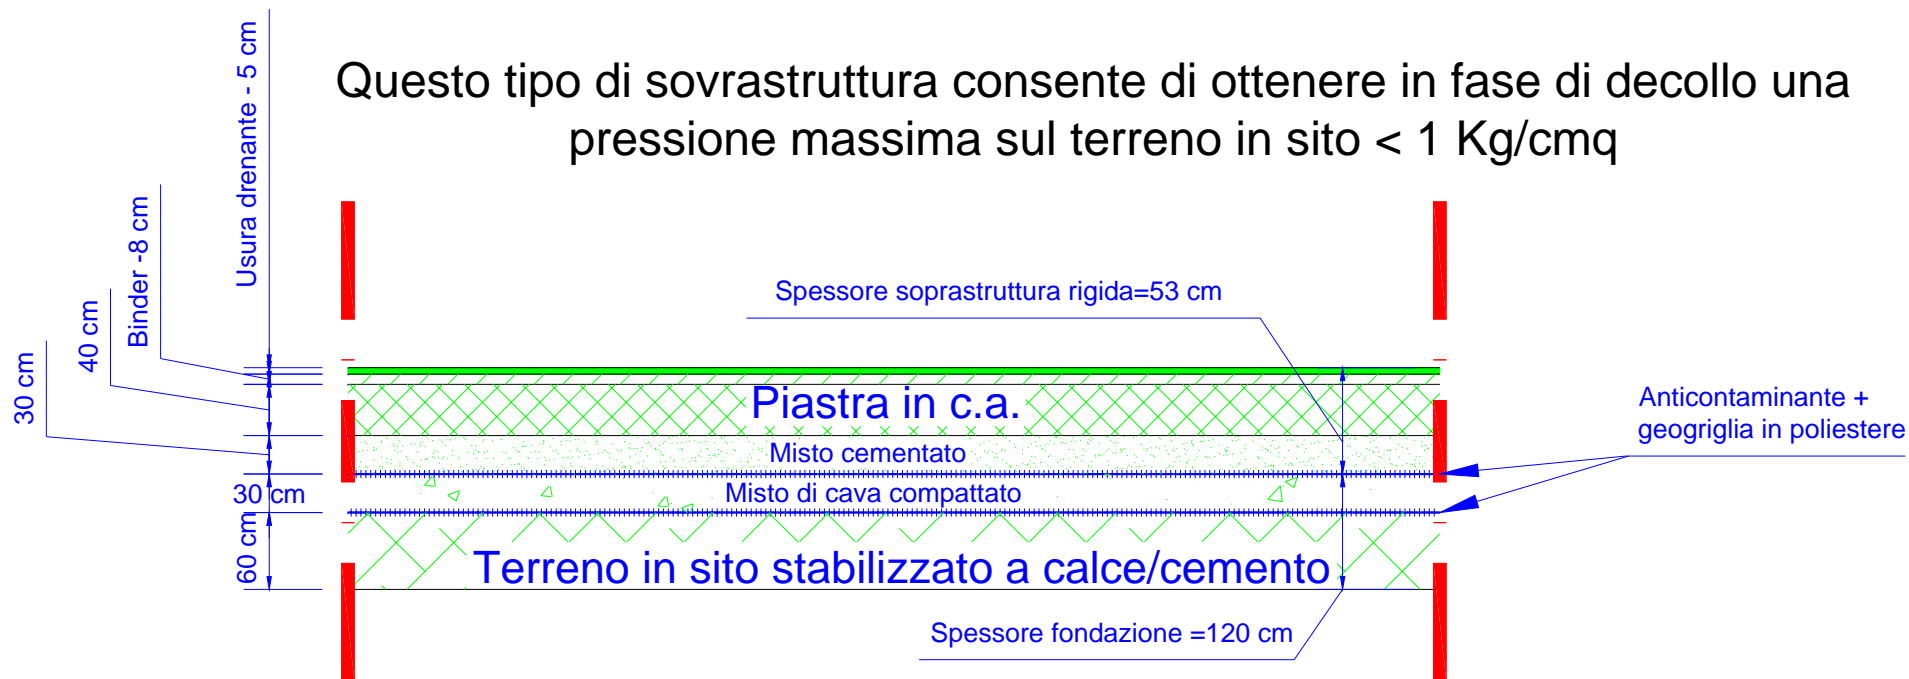 Questo tipo di sovrastruttura consente di ottenere in fase di decollo una
pressione massima sul terreno in sito < 1 Kg/cmq
Usura drenante - 5 cm
Binder -8 cm
40 cm
30 cm
30 cm
60 cm
Spessore soprastruttura rigida=53 cm
Piastra in c.a.
Misto cementato
Misto di cava compattato
Terreno in sito stabilizzato a calce/cemento
Anticontaminante +
geogriglia in poliestere
Spessore fondazione =120 cm